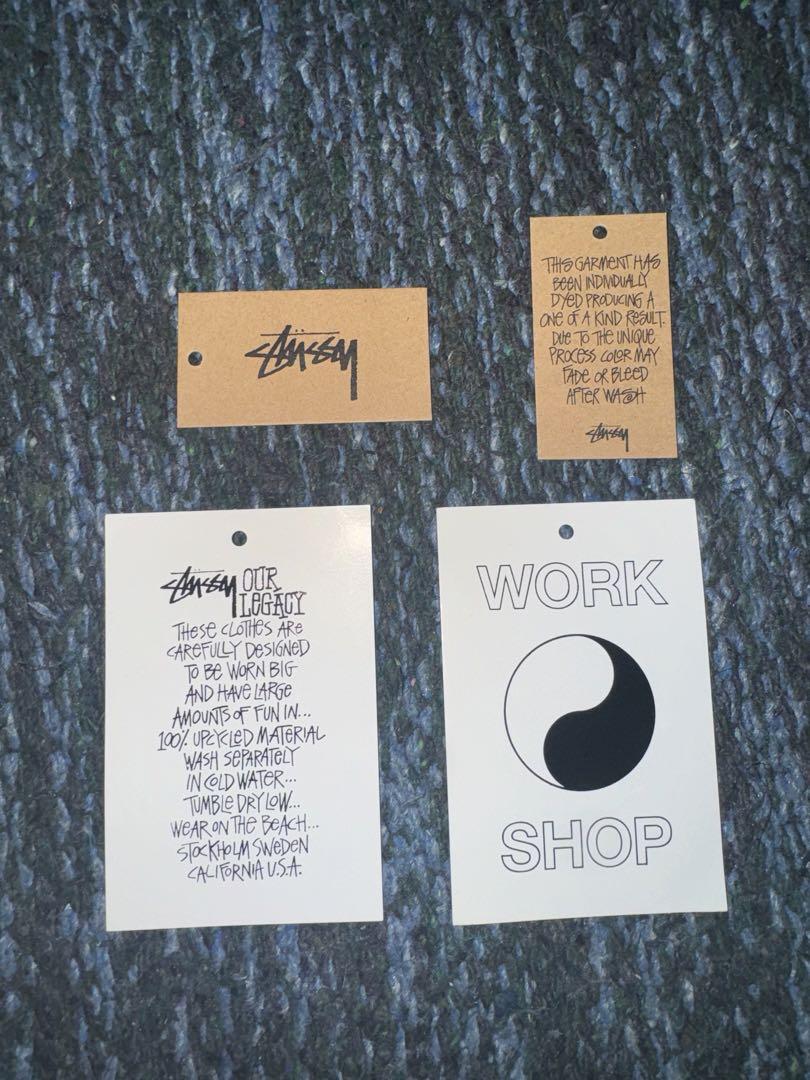 STÜSSY
THIS GARMENT HAS
BEEN INDIVIDUALLY
DYED PRODUCING A
ONE OF A KIND RESULT.
DUE TO THE UNIQUE
PROCESS COLOR MAY
FADE OR BLEED
AFTER WASH
STÜSSY
STÜSSY OUR
LEGACY
THESE CLOTHES ARE
CAREFULLY DESIGNED
TO BE WORN BIG
AND HAVE LARGE
AMOUNTS OF FUN IN...
100% UPCYCLED MATERIAL
WASH SEPARATELY
IN COLD WATER...
TUMBLE DRY LOW...
WEAR ON THE BEACH...
STOCKHOLM SWEDEN
CALIFORNIA U.S.A.
WORK
SHOP